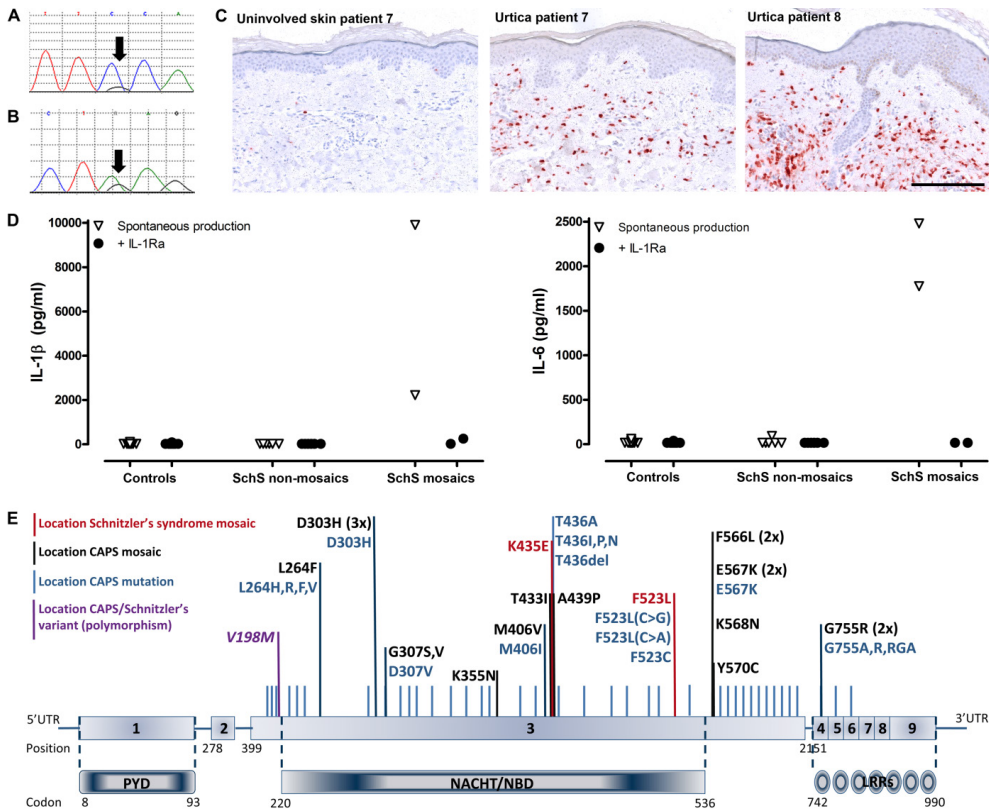 A
T T C C A
B
C T A G
C
Uninvolved skin patient 7
Urtica patient 7
Urtica patient 8
D
IL-1β (pg/ml)
10000
8000
6000
4000
2000
0
Spontaneous production
+ IL-1Ra
Controls
SchS non-mosaics
SchS mosaics
IL-6 (pg/ml)
2500
2000
1500
1000
500
0
Spontaneous production
+ IL-1Ra
Controls
SchS non-mosaics
SchS mosaics
E
Location Schnitzler's syndrome mosaic
Location CAPS mosaic
Location CAPS mutation
Location CAPS/Schnitzler's
variant (polymorphism)
V198M
L264F
L264H,R,F,V
D303H (3x)
D303H
G307S,V
D307V
K355N
M406V
M406I
T433I
K435E
A439P
T436A
T436I,P,N
T436del
F523L
F523L(C>G)
F523L(C>A)
F523C
F566L (2x)
E567K (2x)
E567K
K568N
Y570C
G755R (2x)
G755A,R,RGA
5'UTR
1
2
3
4 5 6 7 8 9
3'UTR
Position
278
399
2151
PYD
NACHT/NBD
LRRs
Codon
8
93
220
536
742
990